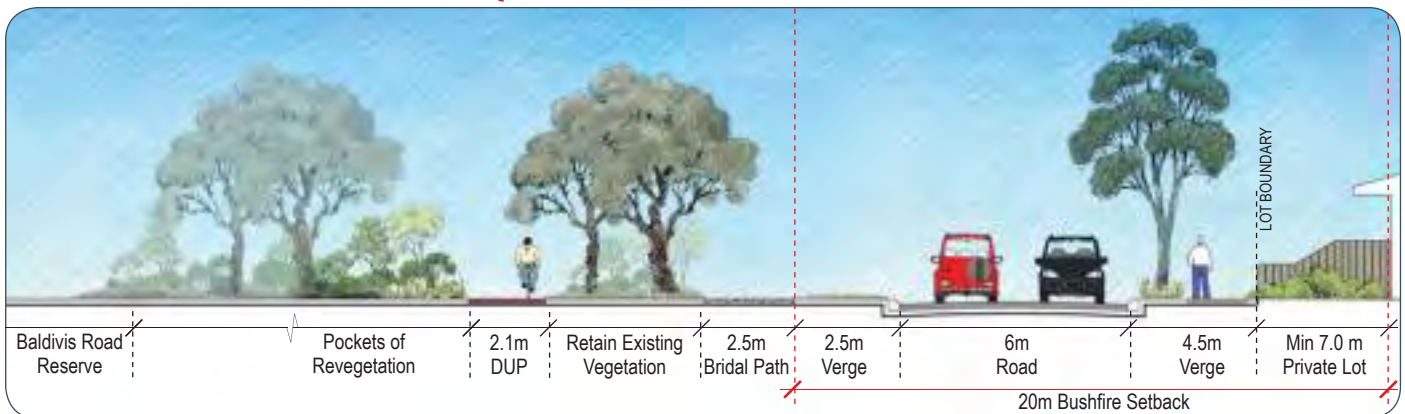 LOT BOUNDARY
Baldivis Road
Reserve
Pockets of
Revegetation
2.1m
DUP
Retain Existing
Vegetation
2.5m
Bridal Path
2.5m
Verge
6m
Road
4.5m
Verge
Min 7.0 m
Private Lot
20m Bushfire Setback